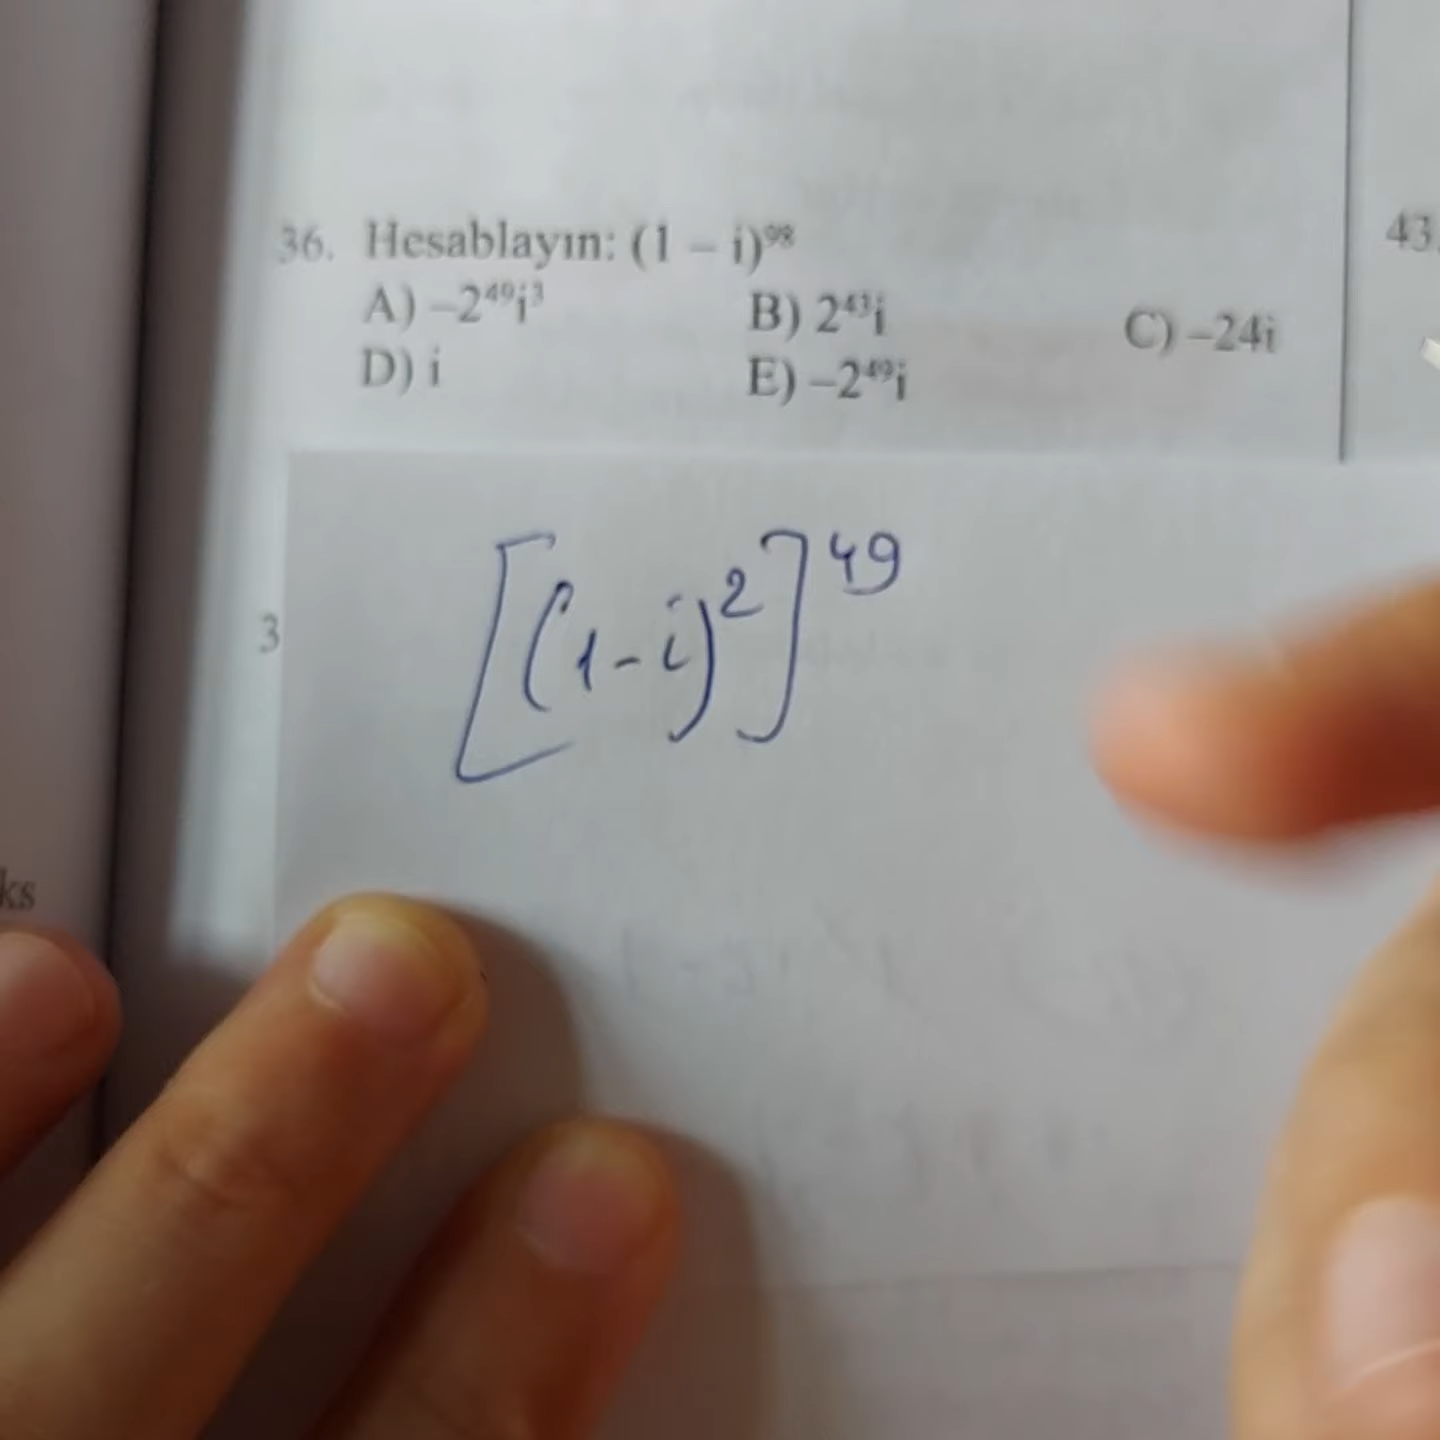 36. Hesablayın: (1 – i)⁹⁸
A) –2⁴⁹i³ B) 2⁴³i C) –24i
D) i E) –2⁴⁹i
43.
[(1-i)²]⁴⁹
3
ks